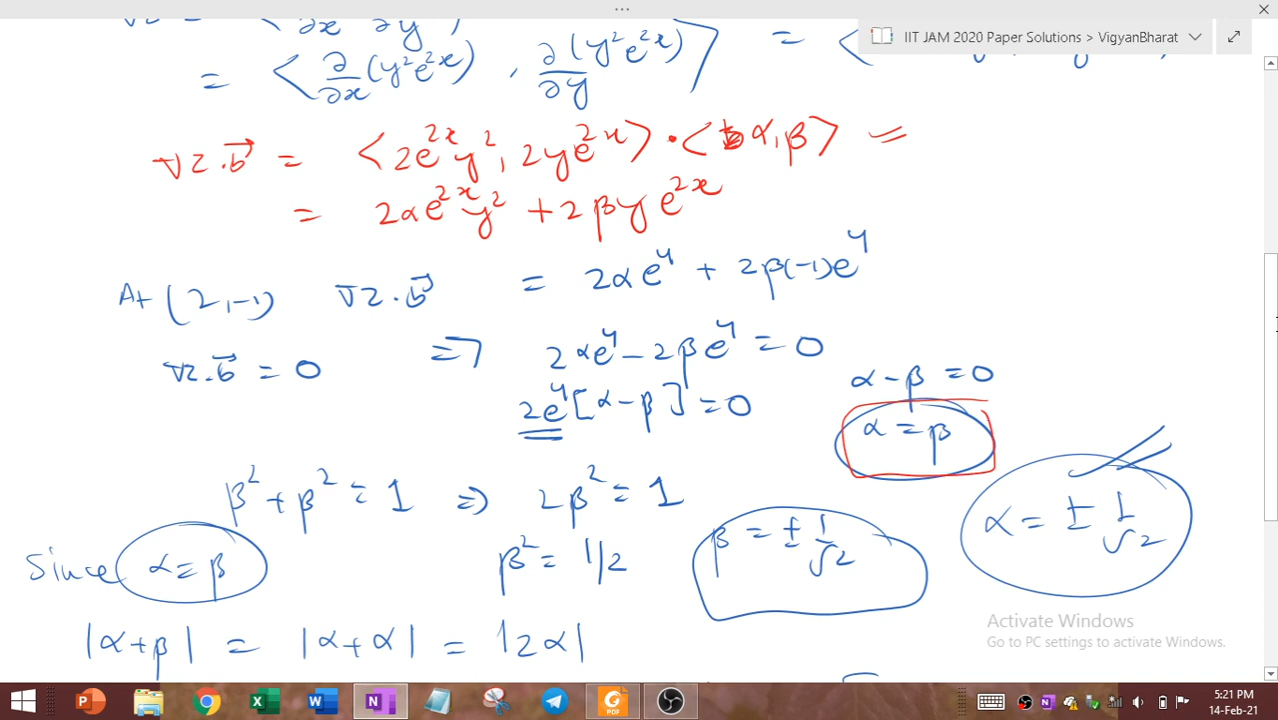 IIT JAM 2020 Paper Solutions > VigyanBharat
∂x ∂y
= ⟨ ∂/∂x (y²e²ˣ) , ∂(y²e²ˣ)/∂y ⟩ = ⟨
∇z·b⃗ = ⟨2e²ˣy², 2ye²ˣ⟩·⟨α,β⟩ =
= 2αe²ˣy² + 2βye²ˣ
At (2,-1) ∇z·b⃗ = 2αe⁴ + 2β(-1)e⁴
∇z·b⃗ = 0 ⇒ 2αe⁴ - 2βe⁴ = 0
α-β = 0
2e⁴[α-β] = 0
α = β
β² + β² = 1 ⇒ 2β² = 1
α = ± 1/√2
Since α=β β² = 1/2 β = ± 1/√2
|α+β| = |α+α| = |2α|
Activate Windows
Go to PC settings to activate Windows.
5:21 PM
14-Feb-21